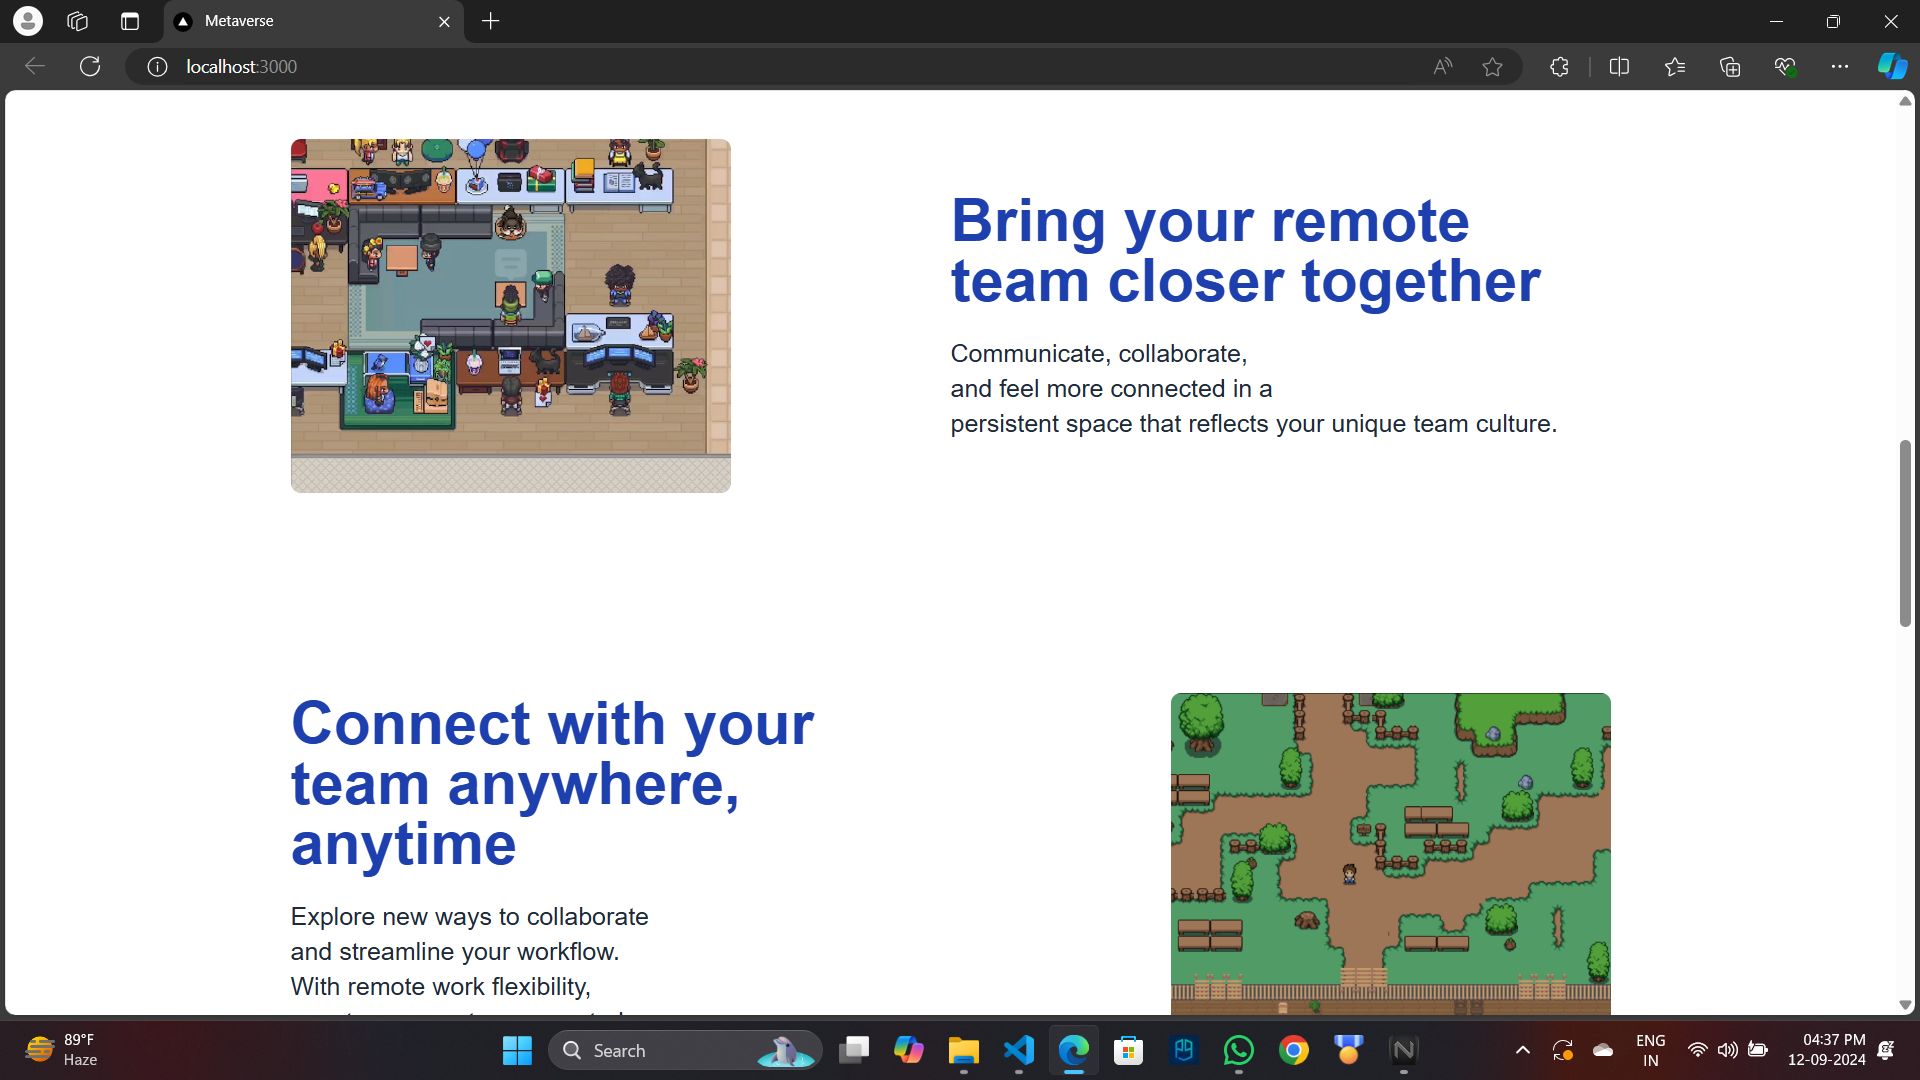 Metaverse
localhost:3000
Bring your remote
team closer together
Communicate, collaborate,
and feel more connected in a
persistent space that reflects your unique team culture.
Connect with your
team anywhere,
anytime
Explore new ways to collaborate
and streamline your workflow.
With remote work flexibility,
89°F
Haze
Search
ENG
IN
04:37 PM
12-09-2024